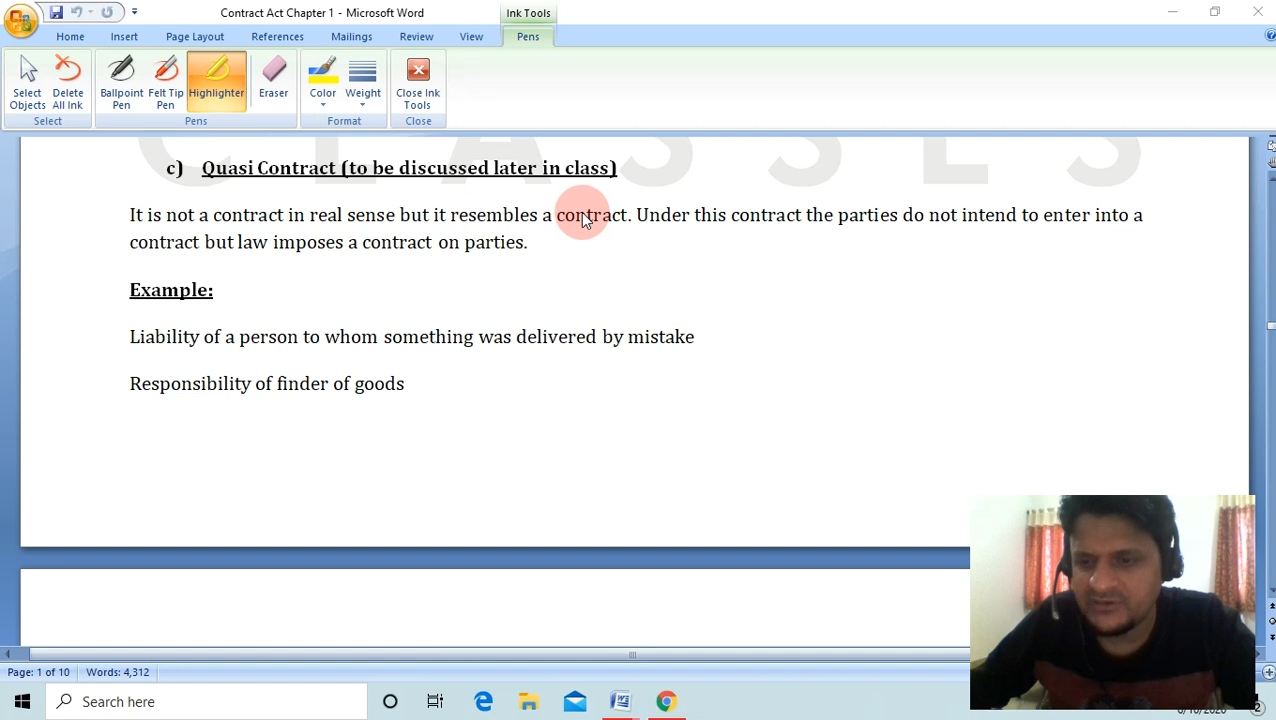 Contract Act Chapter 1 - Microsoft Word
Ink Tools
Home Insert Page Layout References Mailings Review View Pens
Select Objects
Delete All Ink
Ballpoint Pen
Felt Tip Pen
Highlighter
Eraser
Color
Weight
Close Ink Tools
Select Pens Format Close
CLASSES
c) Quasi Contract (to be discussed later in class)
It is not a contract in real sense but it resembles a contract. Under this contract the parties do not intend to enter into a
contract but law imposes a contract on parties.
Example:
Liability of a person to whom something was delivered by mistake
Responsibility of finder of goods
Page: 1 of 10 Words: 4,312
Search here
2